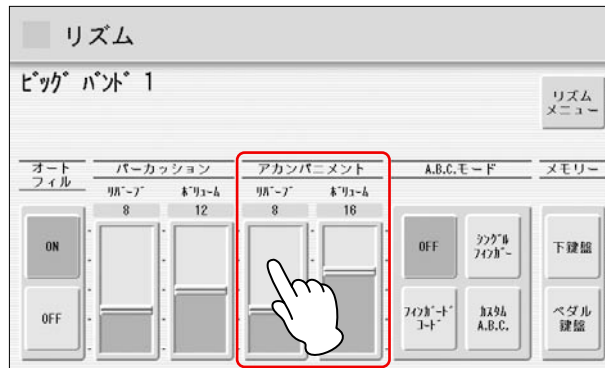 リズム
ﾋﾞｯｸﾞ ﾊﾞﾝﾄﾞ 1
リズム
メニュー
オート
フィル
パーカッション
アカンパニメント
A.B.C.モード
メモリー
ﾘﾊﾞｰﾌﾞ
ﾎﾞﾘｭｰﾑ
ﾘﾊﾞｰﾌﾞ
ﾎﾞﾘｭｰﾑ
8
12
8
16
ON
OFF
OFF
ｼﾝｸﾞﾙ
ﾌｨﾝｶﾞｰ
ﾌｨﾝｶﾞｰﾄﾞ
ｺｰﾄﾞ
ｶｽﾀﾑ
A.B.C.
下鍵盤
ペダル
鍵盤